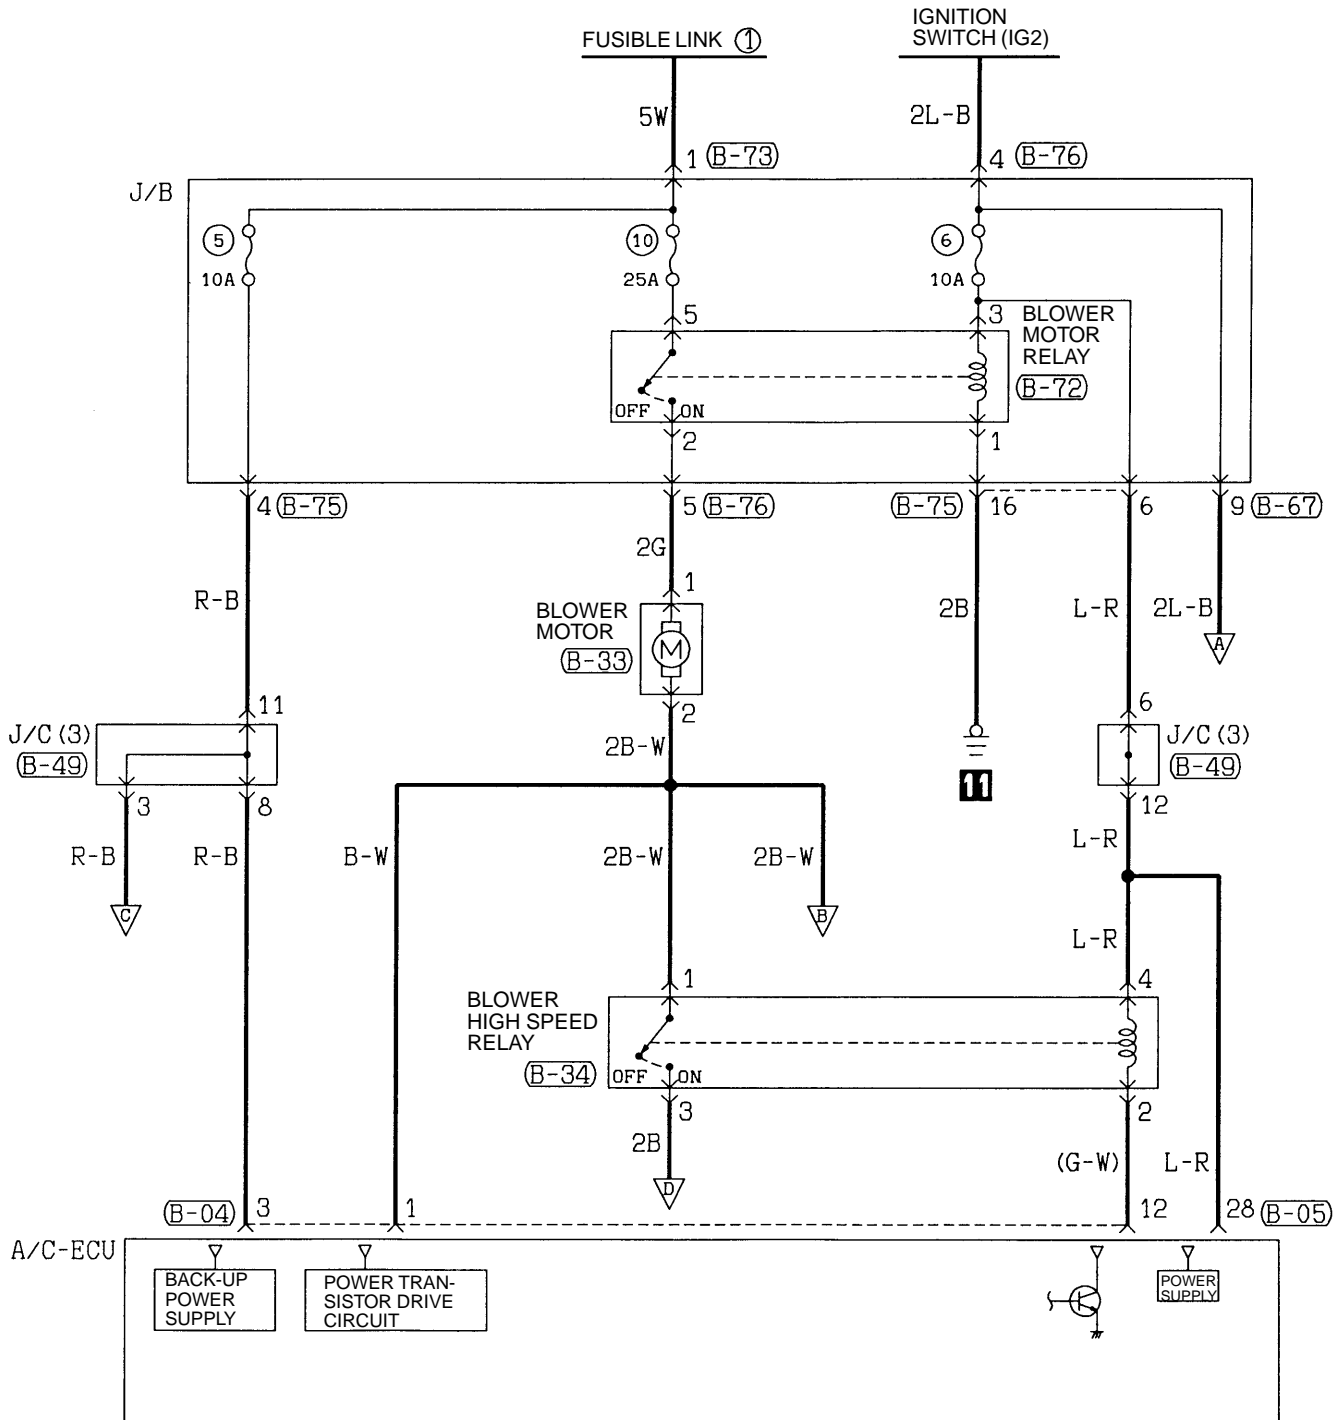 FUSIBLE LINK ①
IGNITION
SWITCH (IG2)
5W
2L-B
1 (B-73)
4 (B-76)
J/B
5
10A
10
25A
6
10A
5
3
BLOWER
MOTOR
RELAY
(B-72)
OFF
ON
2
1
4 (B-75)
5 (B-76)
(B-75) 16
6
9 (B-67)
2G
1
R-B
BLOWER
MOTOR
(B-33)
M
2B
L-R
2L-B
A
11
2
6
J/C (3)
(B-49)
2B-W
J/C (3)
(B-49)
11
3
8
12
R-B
R-B
B-W
2B-W
2B-W
L-R
C
B
L-R
1
4
BLOWER
HIGH SPEED
RELAY
(B-34)
OFF
ON
3
2
2B
(G-W)
L-R
D
(B-04) 3
1
12
28 (B-05)
A/C-ECU
BACK-UP
POWER
SUPPLY
POWER TRAN-
SISTOR DRIVE
CIRCUIT
POWER
SUPPLY